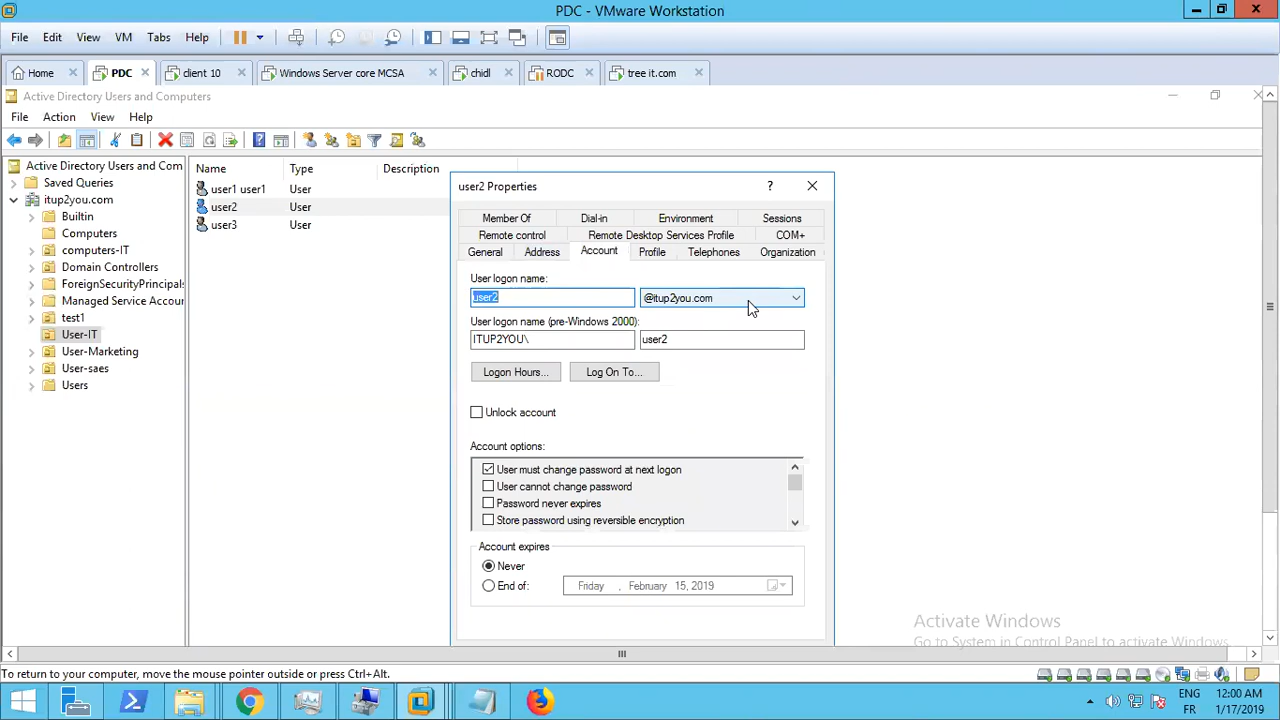 PDC - VMware Workstation
File Edit View VM Tabs Help
Home PDC client 10 Windows Server core MCSA chidl RODC tree it.com
Active Directory Users and Computers
File Action View Help
Active Directory Users and Com
Saved Queries
itup2you.com
Builtin
Computers
computers-IT
Domain Controllers
ForeignSecurityPrincipals
Managed Service Accour
test1
User-IT
User-Marketing
User-saes
Users
Name Type Description
user1 user1 User
user2 User
user3 User
user2 Properties ?
Member Of Dial-in Environment Sessions
Remote control Remote Desktop Services Profile COM+
General Address Account Profile Telephones Organization
User logon name:
user2 @itup2you.com
User logon name (pre-Windows 2000):
ITUP2YOU\ user2
Logon Hours... Log On To...
Unlock account
Account options:
User must change password at next logon
User cannot change password
Password never expires
Store password using reversible encryption
Account expires
Never
End of: Friday , February 15, 2019
Activate Windows
Go to System in Control Panel to activate Windows.
To return to your computer, move the mouse pointer outside or press Ctrl+Alt.
ENG 12:00 AM
FR 1/17/2019